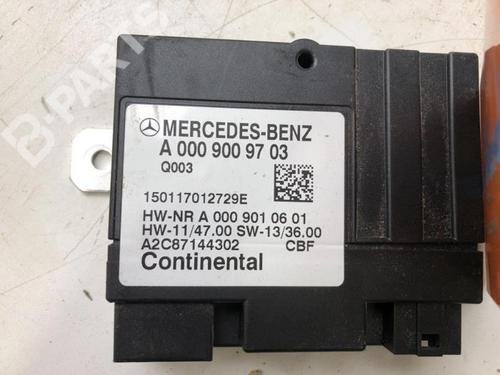 B-PARTS
MERCEDES-BENZ
A 000 900 97 03
Q003
150117012729E
HW-NR A 000 901 06 01
HW-11/47.00 SW-13/36.00
A2C87144302 CBF
Continental